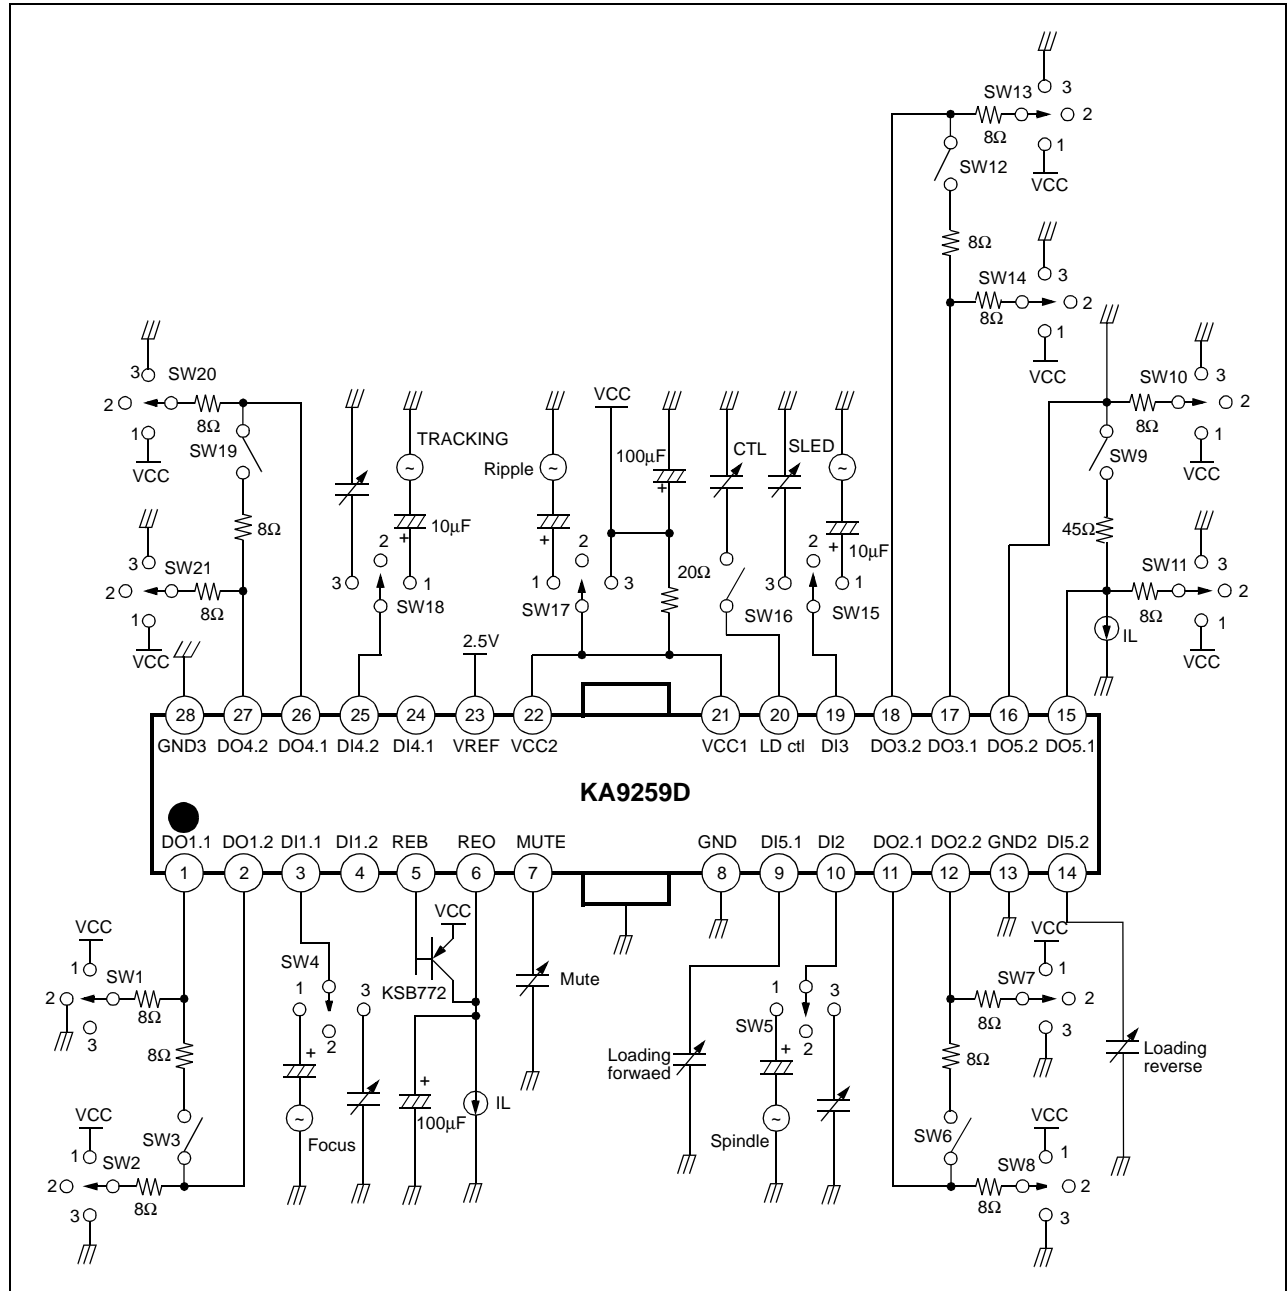 3
SW13
2
8Ω
1
SW12
VCC
8Ω
3
SW14
2
8Ω
1
VCC
3
SW20
2
8Ω
1
SW19
VCC
8Ω
3
SW21
2
8Ω
1
VCC
TRACKING
10μF
3
2
1
SW18
Ripple
VCC
100μF
2
1
3
SW17
20Ω
2.5V
CTL
SLED
SW16
3
2
1
10μF
SW15
3
SW10
2
8Ω
1
SW9
VCC
45Ω
3
SW11
2
8Ω
1
IL
VCC
28 27 26 25 24 23 22 21 20 19 18 17 16 15
GND3 DO4.2 DO4.1 DI4.2 DI4.1 VREF VCC2 VCC1 LD ctl DI3 DO3.2 DO3.1 DO5.2 DO5.1
KA9259D
DO1.1 DO1.2 DI1.1 DI1.2 REB REO MUTE GND DI5.1 DI2 DO2.1 DO2.2 GND2 DI5.2
1 2 3 4 5 6 7 8 9 10 11 12 13 14
VCC
1
SW1
2
8Ω
3
8Ω
VCC
SW3
1
SW2
2
8Ω
3
SW4
1
3
2
+
Focus
VCC
KSB772
+
100μF
IL
Mute
Loading
forwaed
1
3
SW5
2
+
Spindle
VCC
1
SW7
2
8Ω
3
8Ω
VCC
SW6
1
SW8
2
8Ω
3
Loading
reverse